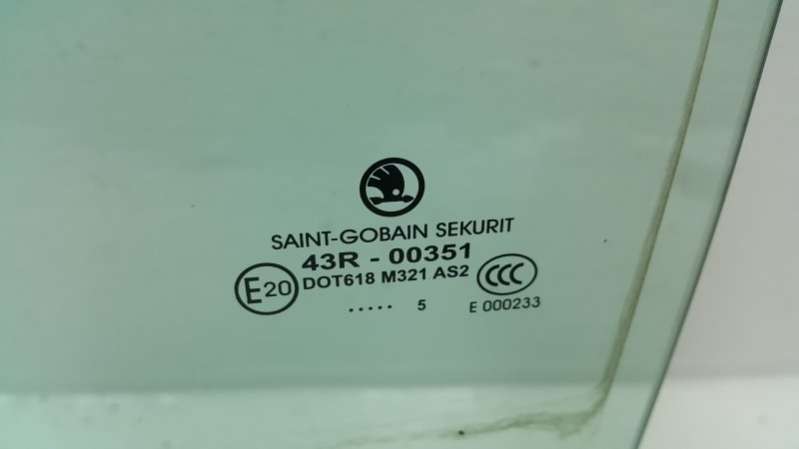 SAINT-GOBAIN SEKURIT
43R - 00351
E20 DOT618 M321 AS2 CCC
..... 5 E 000233